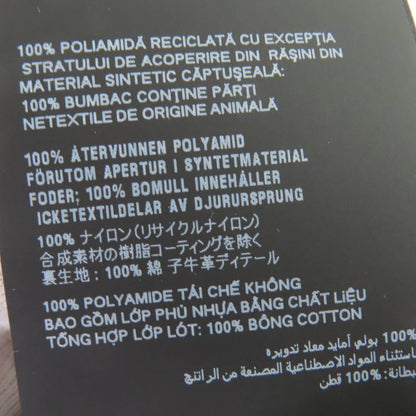 100% POLIAMIDĂ RECICLATĂ CU EXCEPȚIA
STRATULUI DE ACOPERIRE DIN RĂȘINI DIN
MATERIAL SINTETIC CĂPTUȘEALĂ:
100% BUMBAC CONȚINE PĂRȚI
NETEXTILE DE ORIGINE ANIMALĂ
100% ÅTERVUNNEN POLYAMID
FÖRUTOM APERTUR I SYNTETMATERIAL
FODER: 100% BOMULL INNEHÅLLER
ICKETEXTILDELAR AV DJURURSPRUNG
100% ナイロン(リサイクルナイロン)
合成素材の樹脂コーティングを除く
裏生地:100% 綿 子牛革ディテール
100% POLYAMIDE TÁI CHẾ KHÔNG
BAO GỒM LỚP PHỦ NHỰA BẰNG CHẤT LIỆU
TỔNG HỢP LỚP LÓT: 100% BÔNG COTTON
100% بولي أمايد معاد تدويره
باستثناء المواد الاصطناعية المصنعة من الراتنج
بطانة: 100% قطن